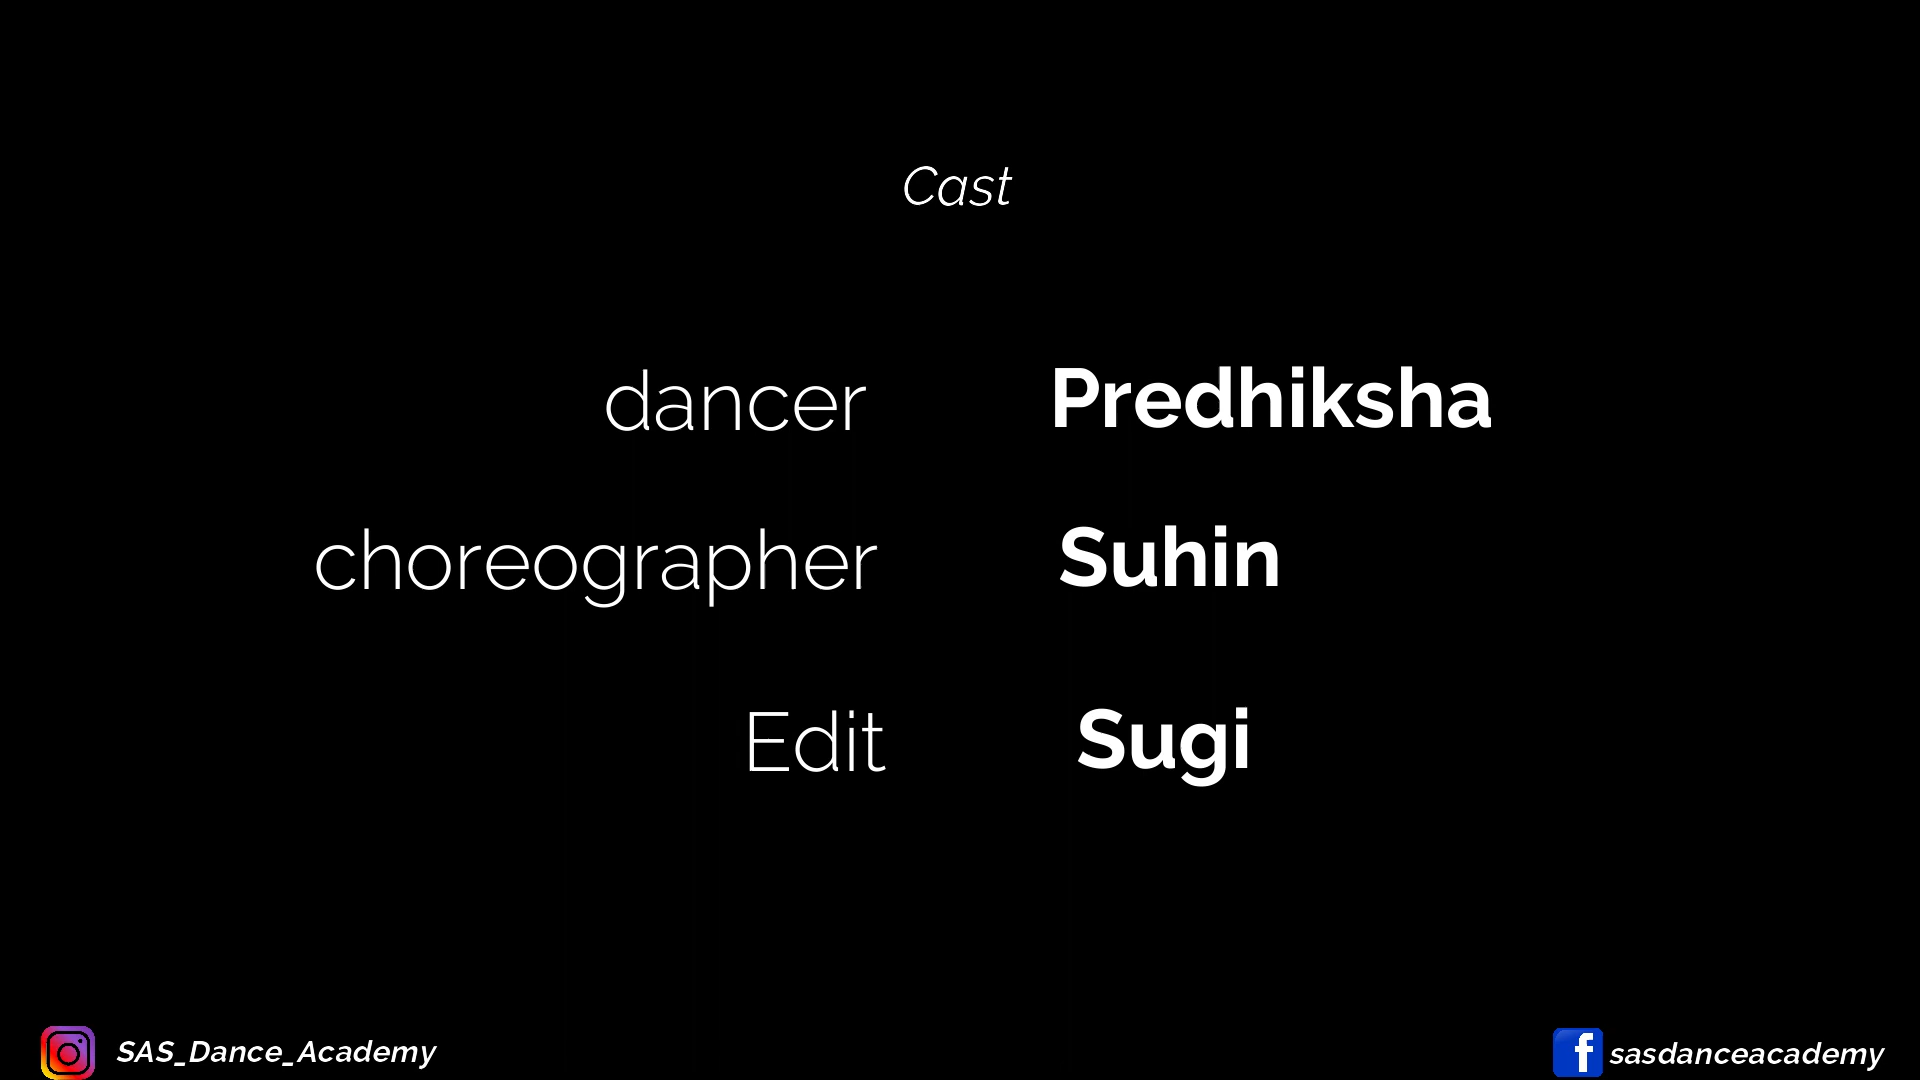 Cast
dancer Predhiksha
choreographer Suhin
Edit Sugi
SAS_Dance_Academy sasdanceacademy